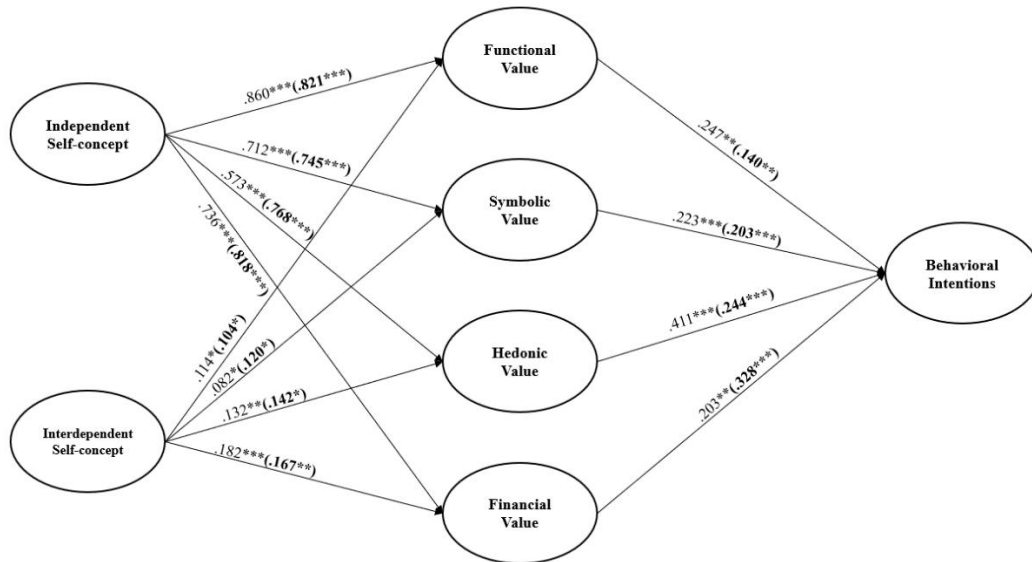 Functional
Value
Independent
Self-concept
.860***(.821***)
.712***(.745***)
.573***(.768***)
.736***(.818***)
Symbolic
Value
.247**(.140**)
.223***(.203***)
Behavioral
Intentions
Hedonic
Value
.411***(.244***)
.203**(.328***)
Interdependent
Self-concept
.114*(.104*)
.082*(.120*)
.132**(.142*)
.182***(.167**)
Financial
Value